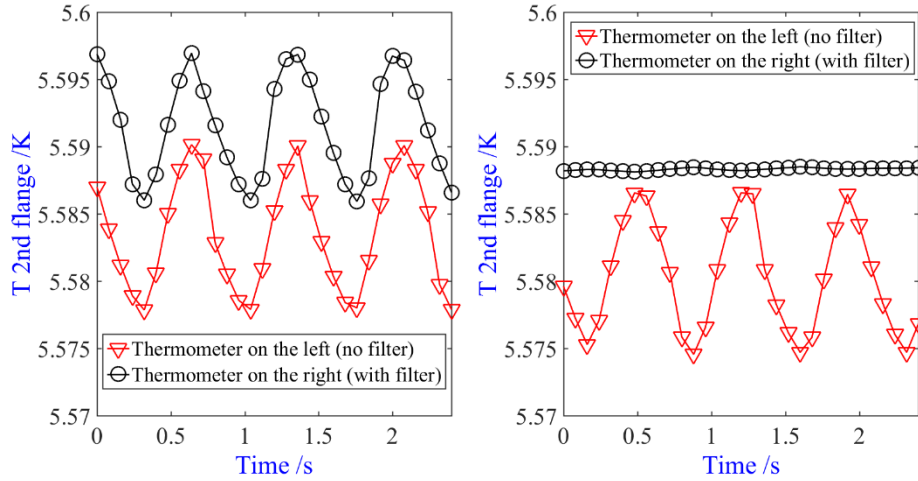 T 2nd flange /K
5.6
5.595
5.59
5.585
5.58
5.575
5.57
Thermometer on the left (no filter)
Thermometer on the right (with filter)
0 0.5 1 1.5 2
Time /s
T 2nd flange /K
5.6
5.595
5.59
5.585
5.58
5.575
5.57
Thermometer on the left (no filter)
Thermometer on the right (with filter)
0 0.5 1 1.5 2
Time /s